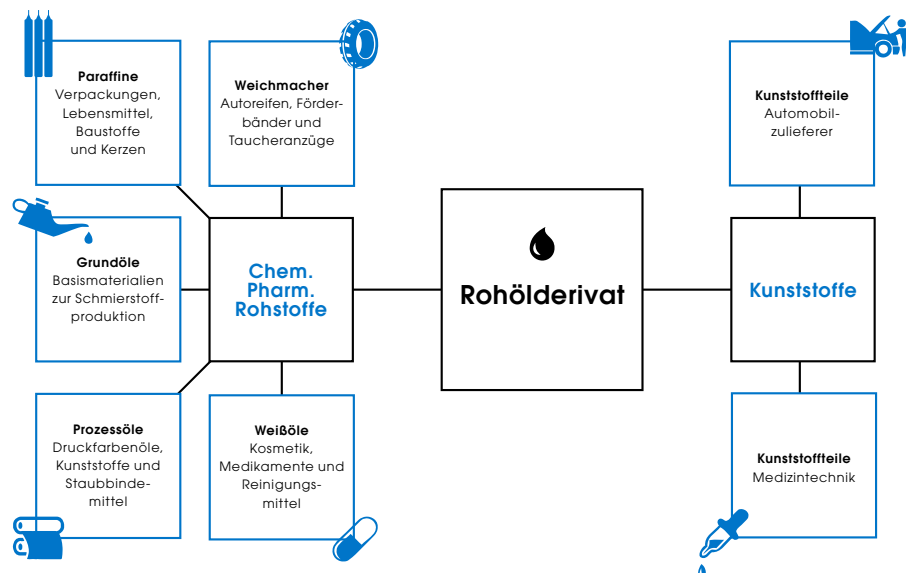 Paraffine
Verpackungen,
Lebensmittel,
Baustoffe
und Kerzen
Weichmacher
Autoreifen, Förder-
bänder und
Taucheranzüge
Kunststoffteile
Automobil-
zulieferer
Grundöle
Basismaterialien
zur Schmierstoff-
produktion
Chem.
Pharm.
Rohstoffe
Rohölderivat
Kunststoffe
Prozessöle
Druckfarbenöle,
Kunststoffe und
Staubbinde-
mittel
Weißöle
Kosmetik,
Medikamente und
Reinigungs-
mittel
Kunststoffteile
Medizintechnik